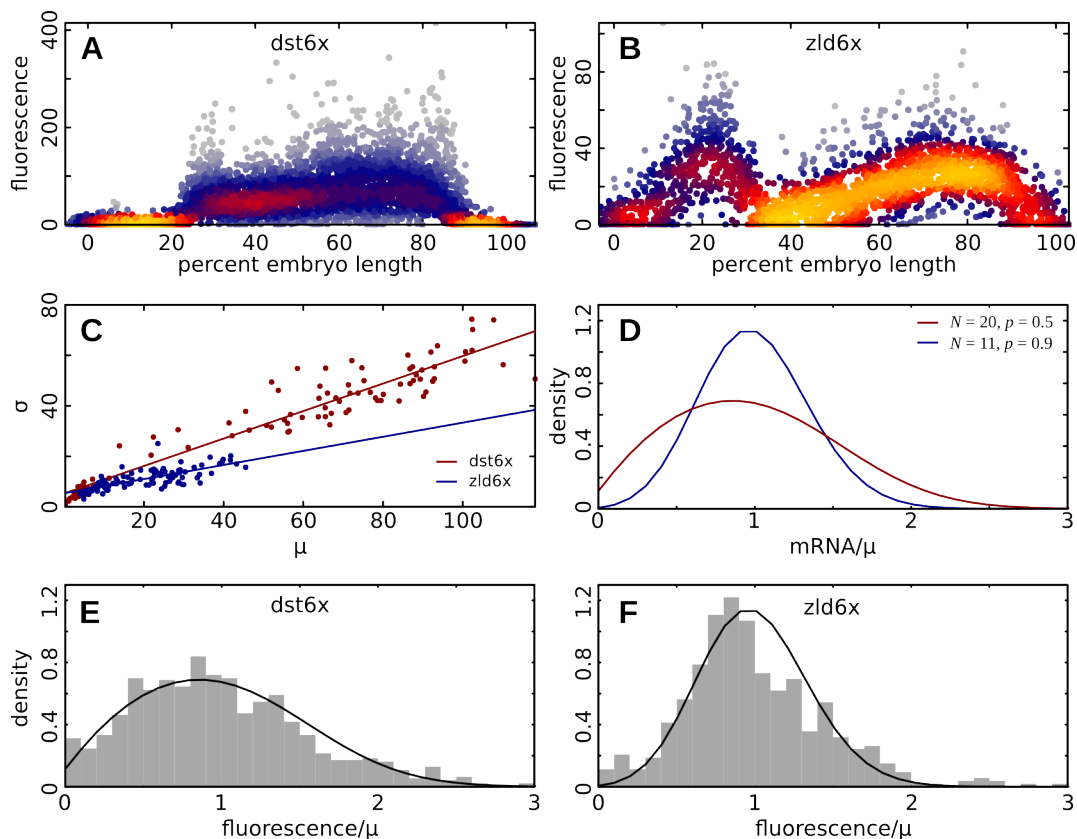 A
dst6x
fluorescence
0
200
400
0
20
40
60
80
100
percent embryo length
B
zld6x
fluorescence
0
40
80
0
20
40
60
80
100
percent embryo length
C
σ
0
40
80
20
40
60
80
100
μ
dst6x
zld6x
D
density
0
0.4
0.8
1.2
0
1
2
3
mRNA/μ
N = 20, p = 0.5
N = 11, p = 0.9
E
dst6x
density
0
0.4
0.8
1.2
0
1
2
3
fluorescence/μ
F
zld6x
0
0.4
0.8
1.2
0
1
2
3
fluorescence/μ